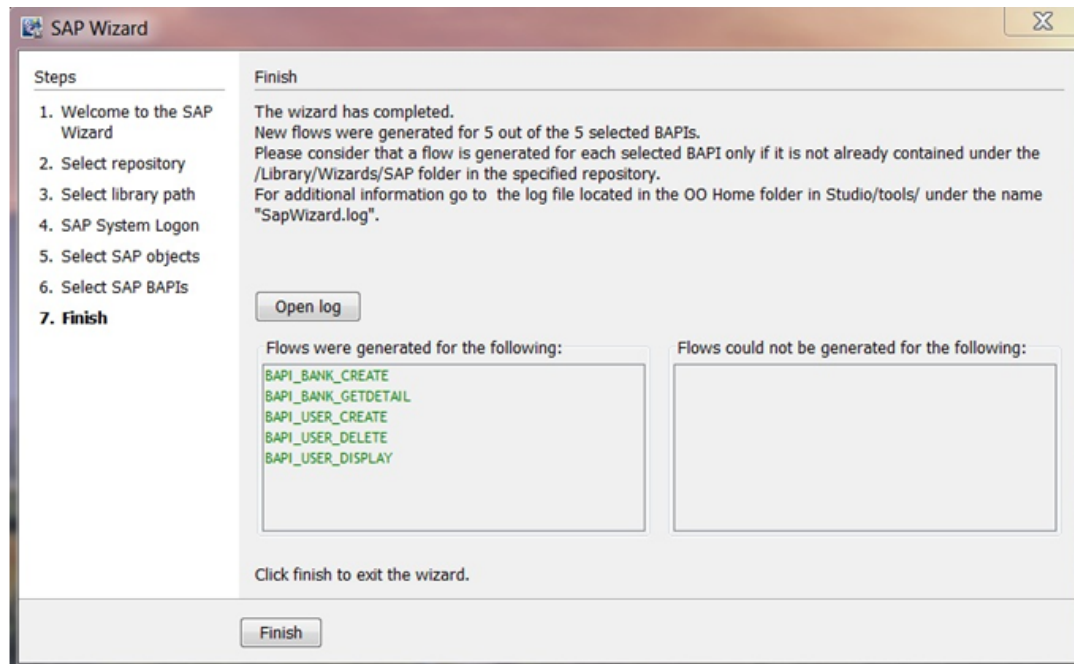 SAP Wizard
Steps
1. Welcome to the SAP
Wizard
2. Select repository
3. Select library path
4. SAP System Logon
5. Select SAP objects
6. Select SAP BAPIs
7. Finish
Finish
The wizard has completed.
New flows were generated for 5 out of the 5 selected BAPIs.
Please consider that a flow is generated for each selected BAPI only if it is not already contained under the
/Library/Wizards/SAP folder in the specified repository.
For additional information go to the log file located in the OO Home folder in Studio/tools/ under the name
"SapWizard.log".
Open log
Flows were generated for the following:
BAPI_BANK_CREATE
BAPI_BANK_GETDETAIL
BAPI_USER_CREATE
BAPI_USER_DELETE
BAPI_USER_DISPLAY
Flows could not be generated for the following:
Click finish to exit the wizard.
Finish